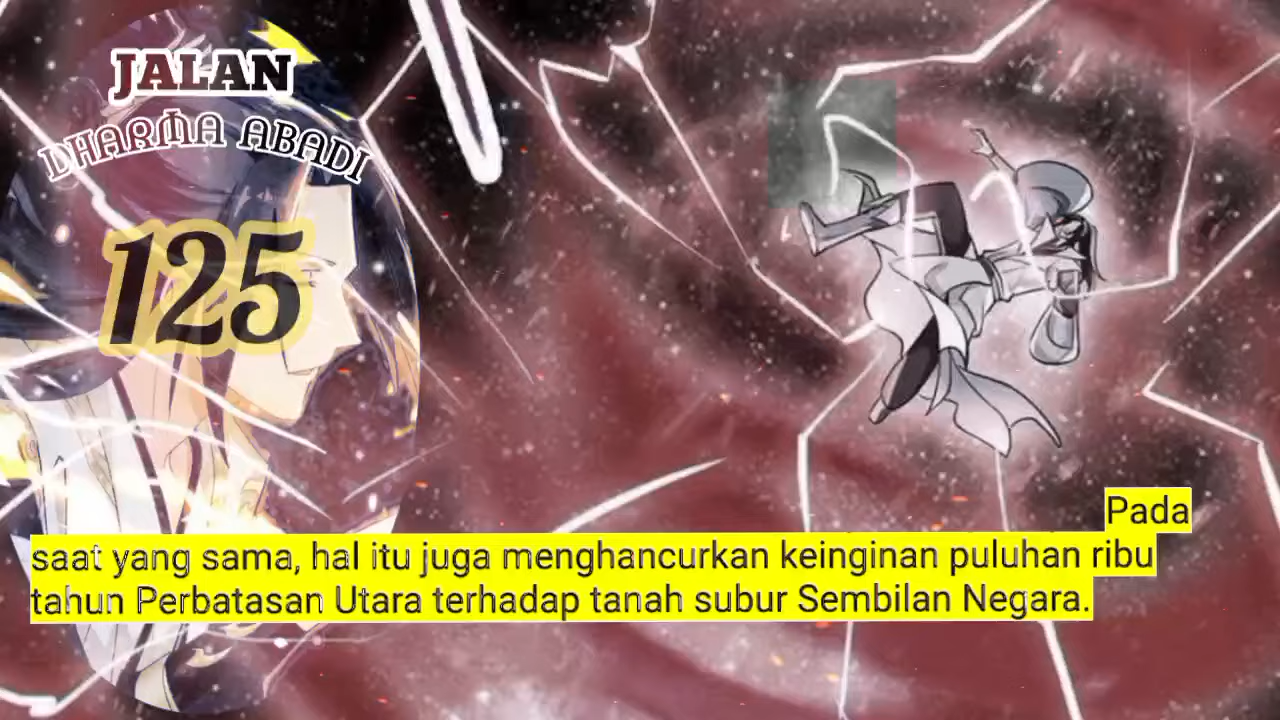 JALAN
DHARMA ABADI
125
Pada
saat yang sama, hal itu juga menghancurkan keinginan puluhan ribu
tahun Perbatasan Utara terhadap tanah subur Sembilan Negara.